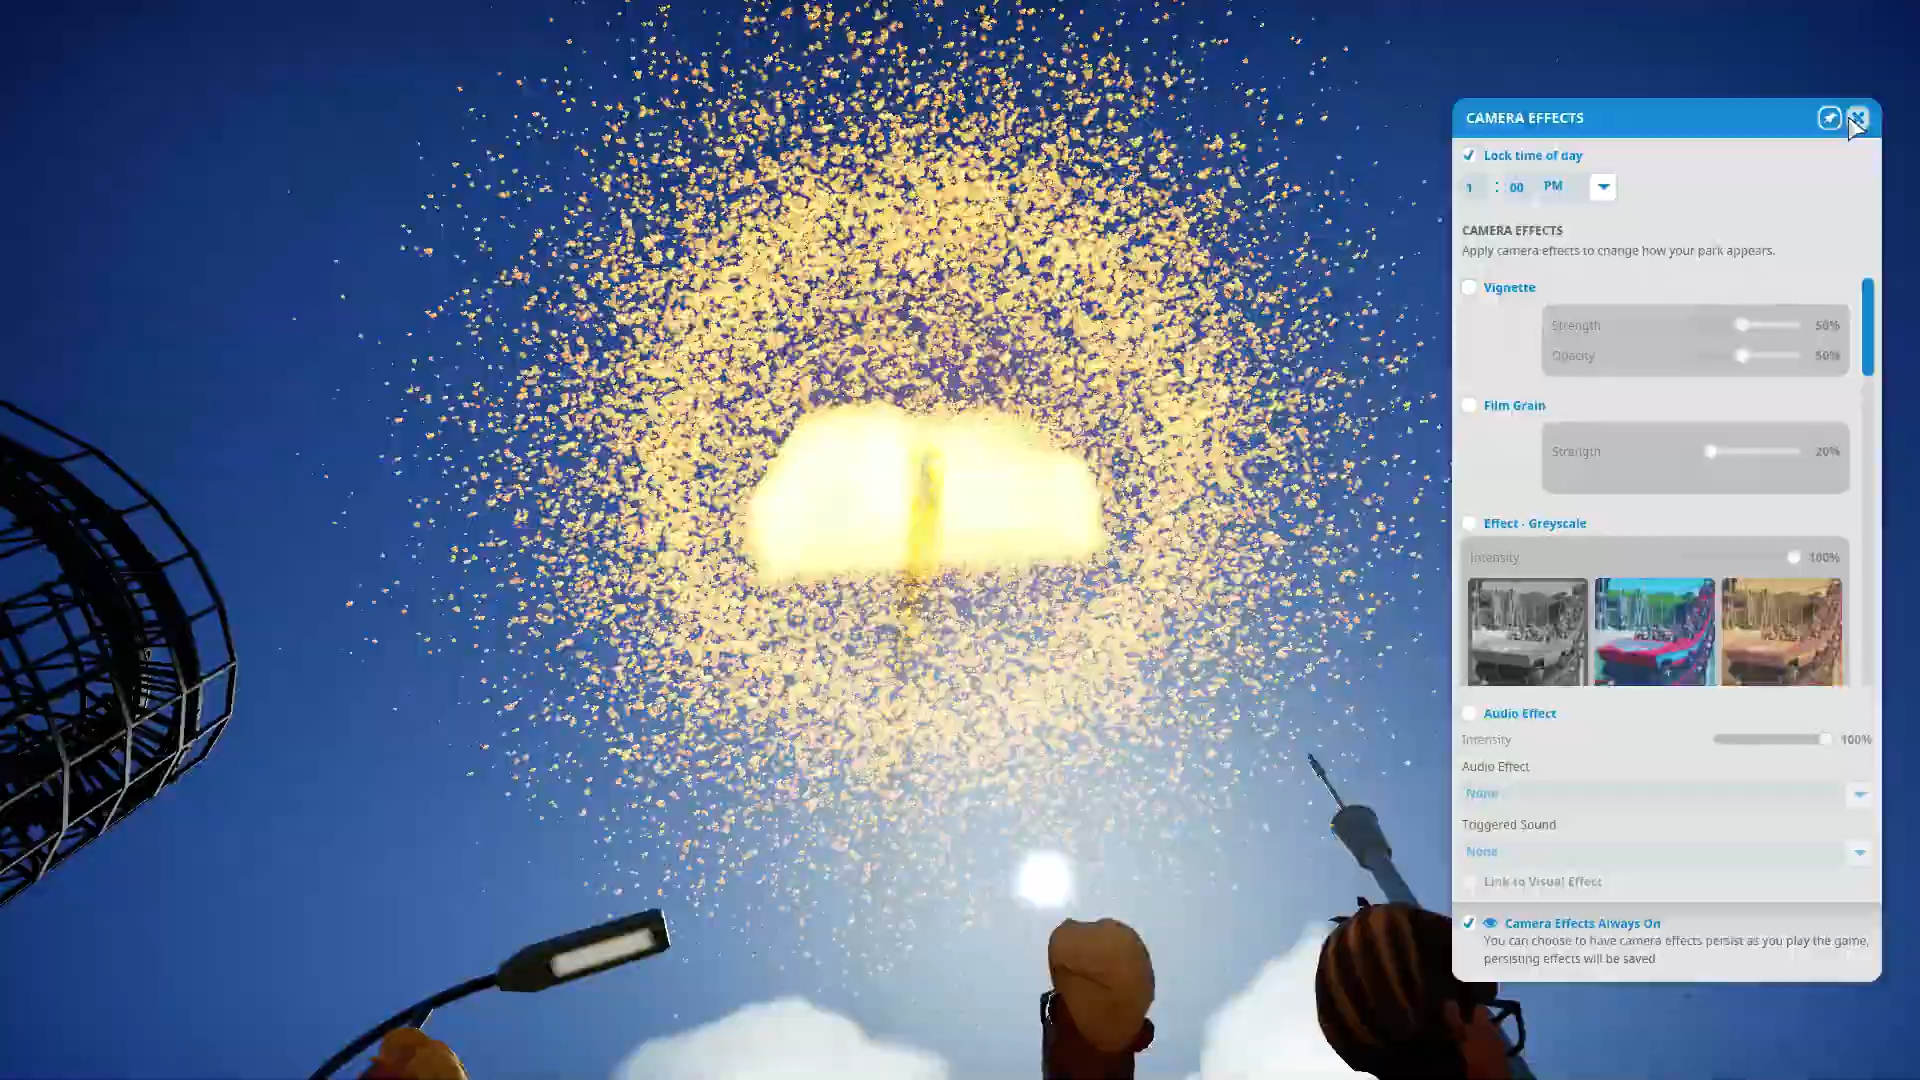 CAMERA EFFECTS
Lock time of day
1 : 00 PM
CAMERA EFFECTS
Apply camera effects to change how your park appears.
Vignette
Strength 50%
Opacity 50%
Film Grain
Strength 20%
Effect - Greyscale
Intensity 100%
Audio Effect
Intensity 100%
Audio Effect
None
Triggered Sound
None
Link to Visual Effect
Camera Effects Always On
You can choose to have camera effects persist as you play the game,
persisting effects will be saved